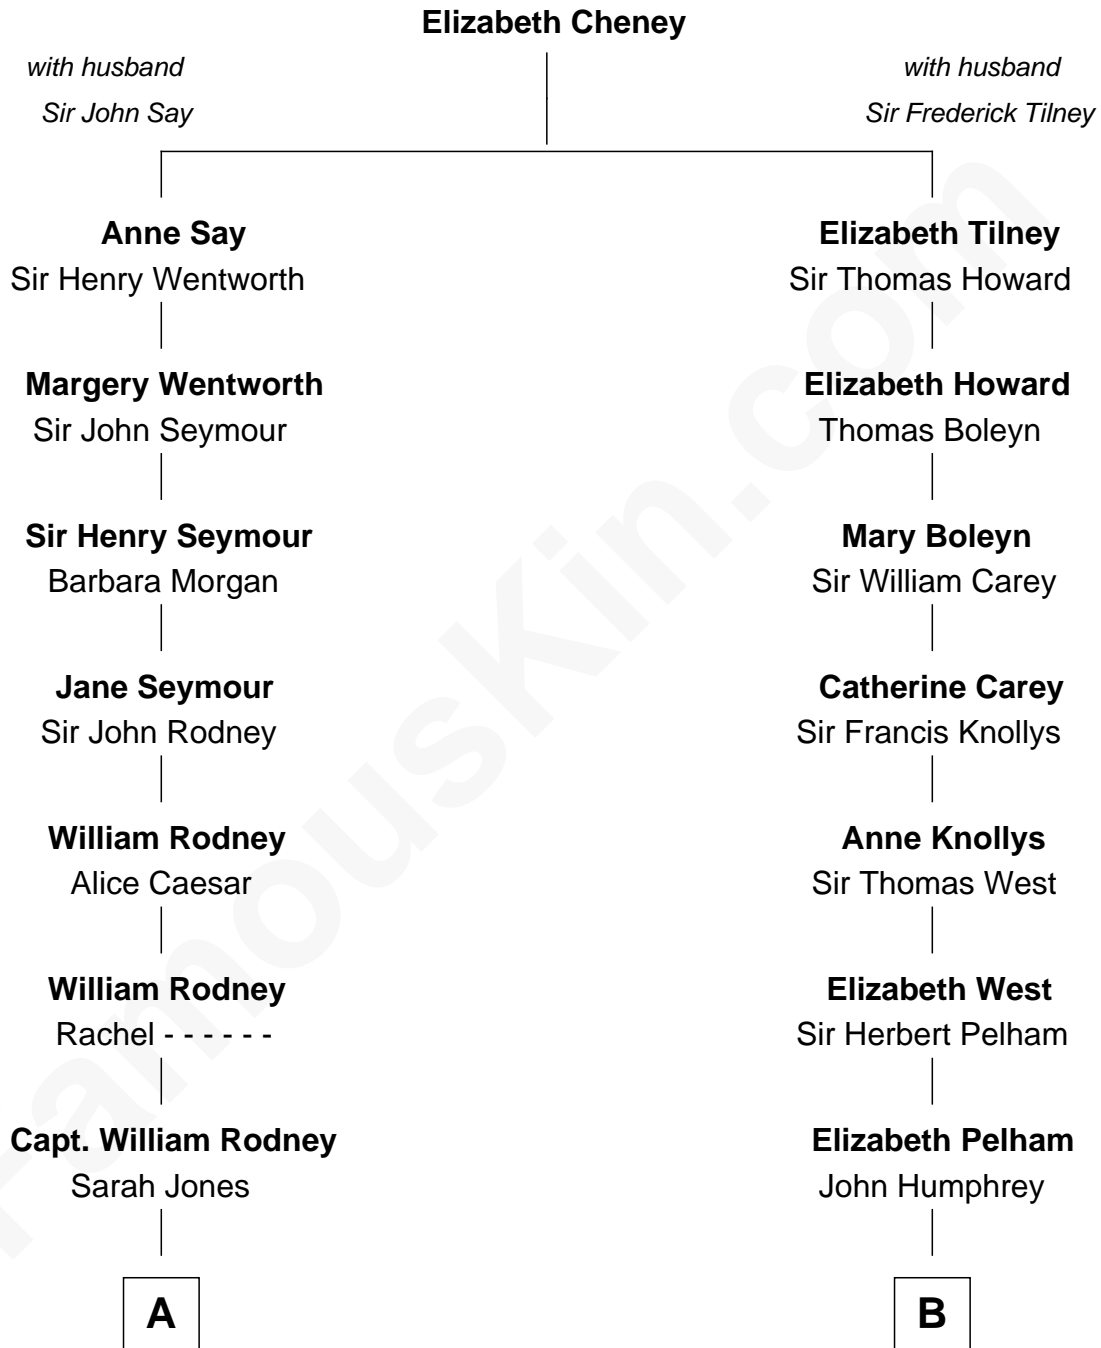 Elizabeth Cheney
with husband
Sir John Say
with husband
Sir Frederick Tilney
Anne Say
Sir Henry Wentworth
Elizabeth Tilney
Sir Thomas Howard
Margery Wentworth
Sir John Seymour
Elizabeth Howard
Thomas Boleyn
Sir Henry Seymour
Barbara Morgan
Mary Boleyn
Sir William Carey
Jane Seymour
Sir John Rodney
Catherine Carey
Sir Francis Knollys
William Rodney
Alice Caesar
Anne Knollys
Sir Thomas West
William Rodney
Rachel - - - - - -
Elizabeth West
Sir Herbert Pelham
Capt. William Rodney
Sarah Jones
Elizabeth Pelham
John Humphrey
A
B
FamousKin.com